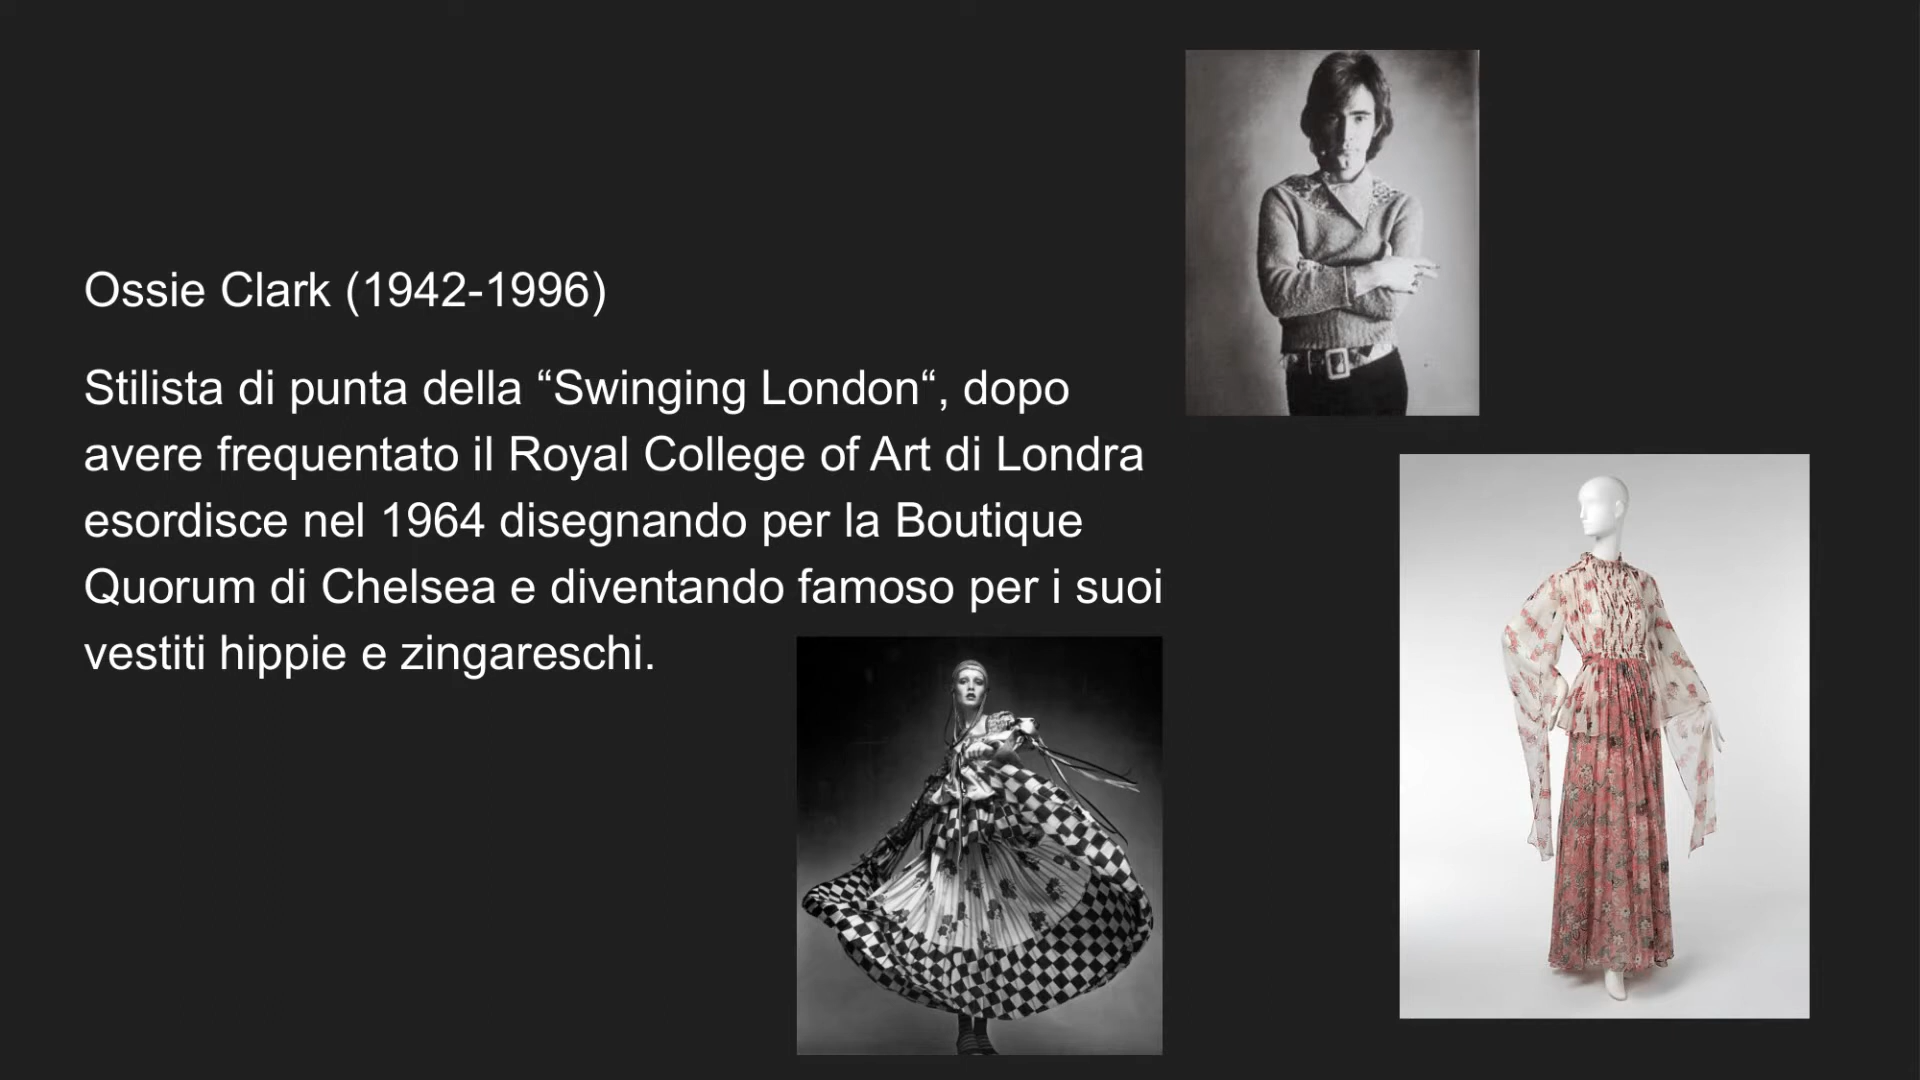 Ossie Clark (1942-1996)
Stilista di punta della “Swinging London“, dopo
avere frequentato il Royal College of Art di Londra
esordisce nel 1964 disegnando per la Boutique
Quorum di Chelsea e diventando famoso per i suoi
vestiti hippie e zingareschi.